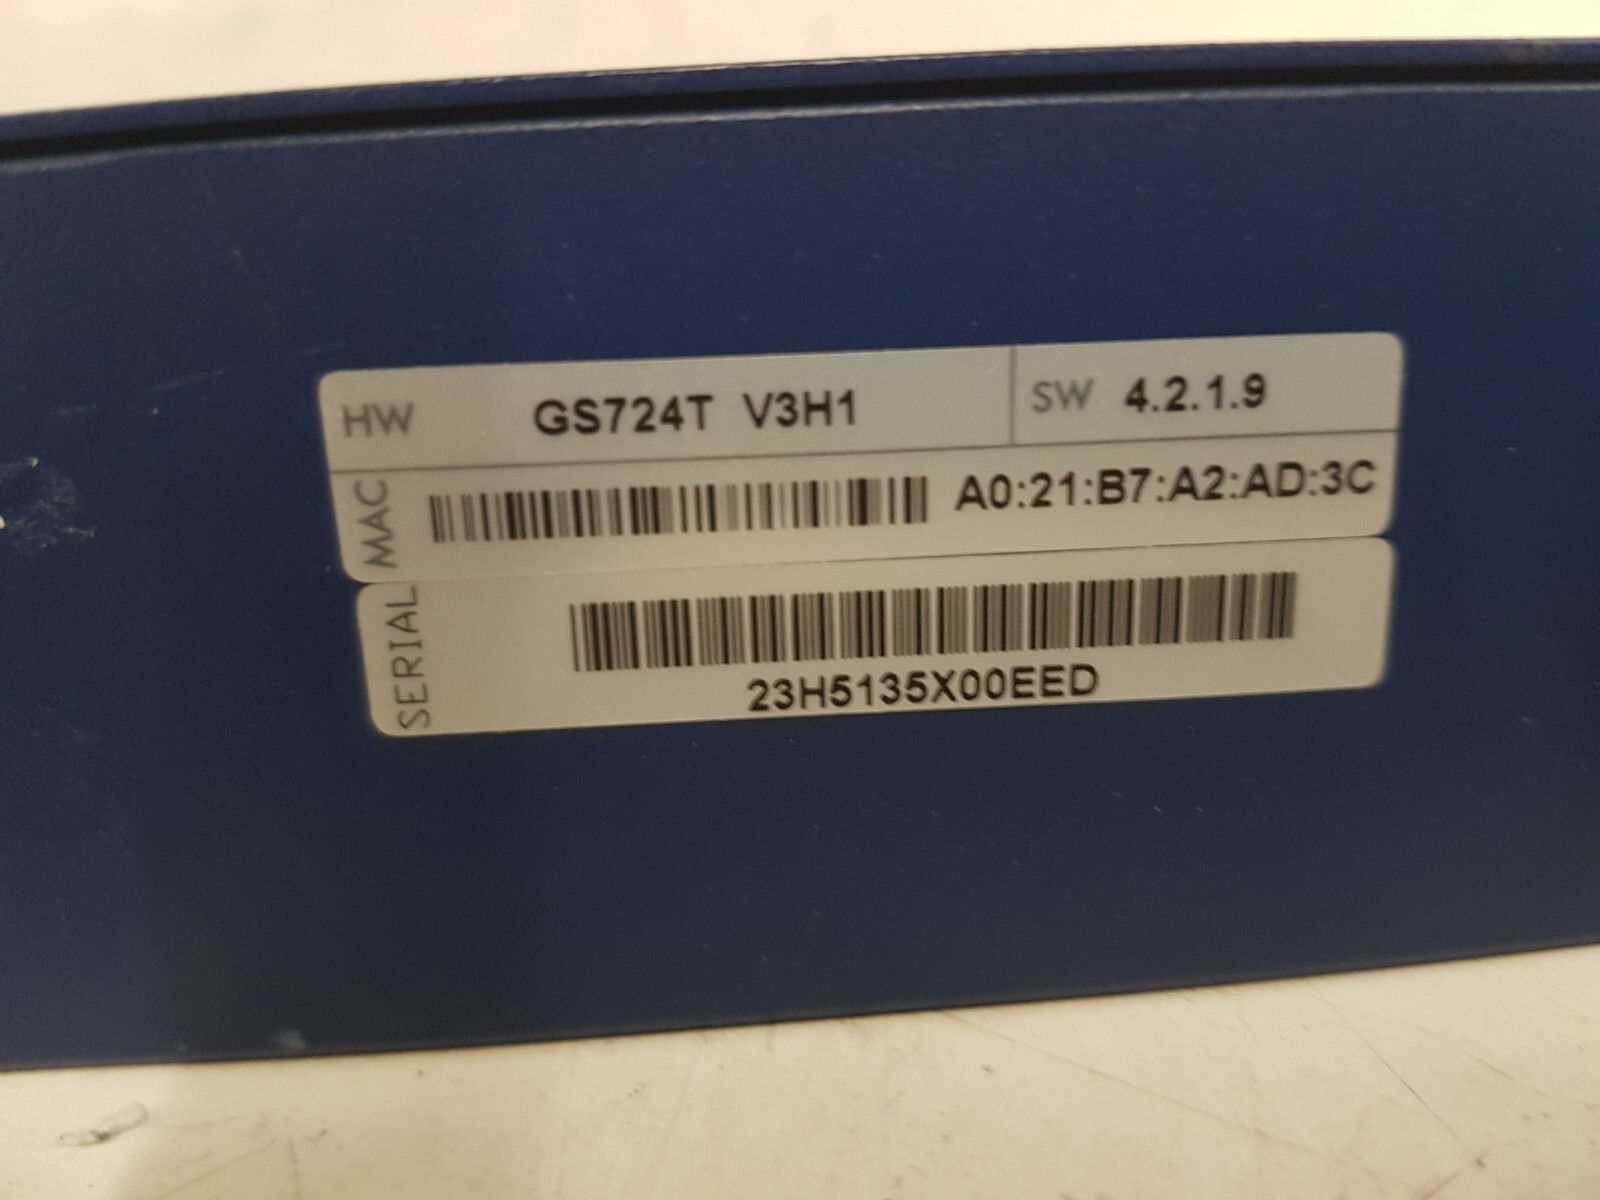 HW GS724T V3H1 SW 4.2.1.9
MAC A0:21:B7:A2:AD:3C
SERIAL 23H5135X00EED